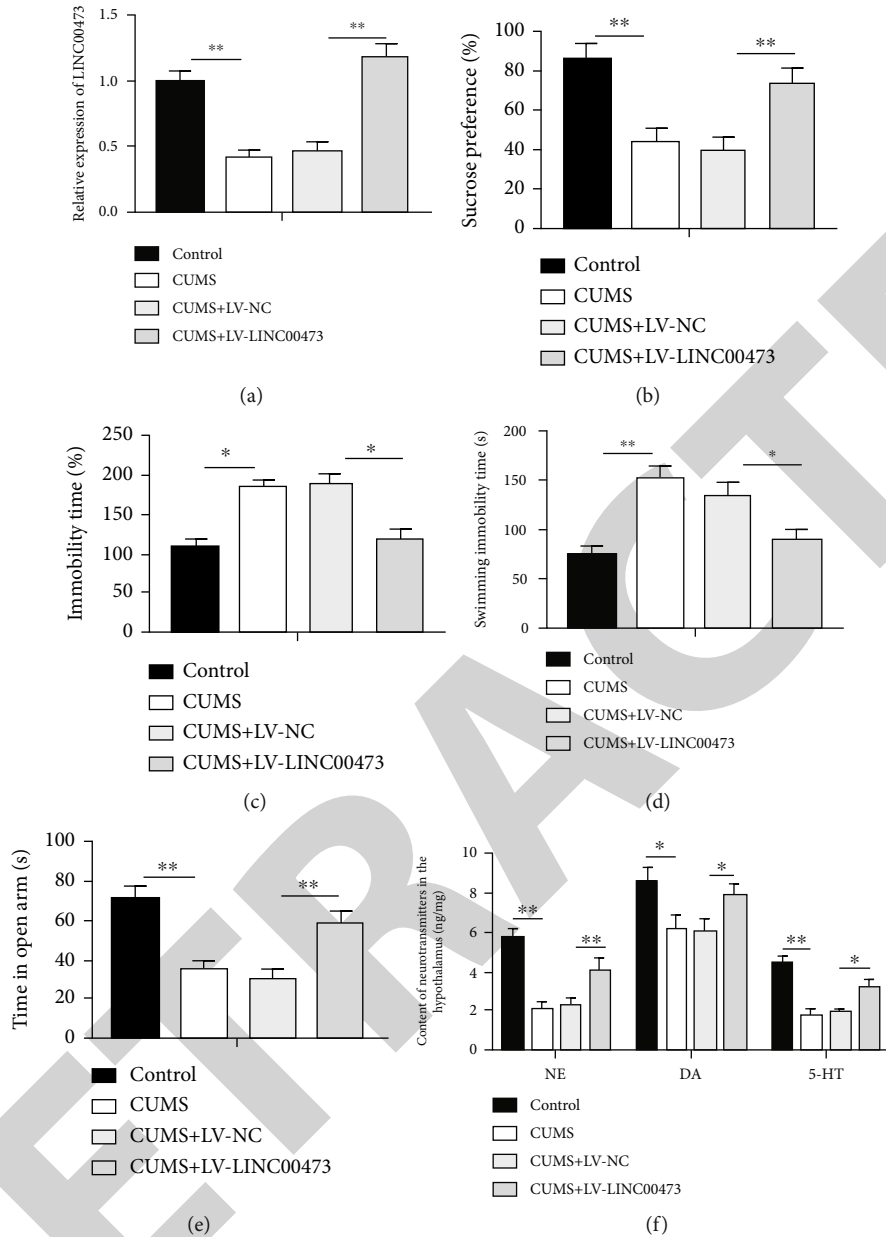 Relative expression of LINC00473
1.5
1.0
0.5
0.0
**
**
Control
CUMS
CUMS+LV-NC
CUMS+LV-LINC00473
(a)
Sucrose preference (%)
100
80
60
40
20
0
**
**
Control
CUMS
CUMS+LV-NC
CUMS+LV-LINC00473
(b)
Immobility time (%)
250
200
150
100
50
0
*
*
Control
CUMS
CUMS+LV-NC
CUMS+LV-LINC00473
(c)
Swimming immobility time (s)
200
150
100
50
0
**
*
Control
CUMS
CUMS+LV-NC
CUMS+LV-LINC00473
(d)
Time in open arm (s)
100
80
60
40
20
0
**
**
Control
CUMS
CUMS+LV-NC
CUMS+LV-LINC00473
(e)
Content of neurotransmitters in the
hypothalamus (ng/mg)
10
8
6
4
2
0
**
**
*
*
**
*
NE
DA
5-HT
Control
CUMS
CUMS+LV-NC
CUMS+LV-LINC00473
(f)
ETRACTE